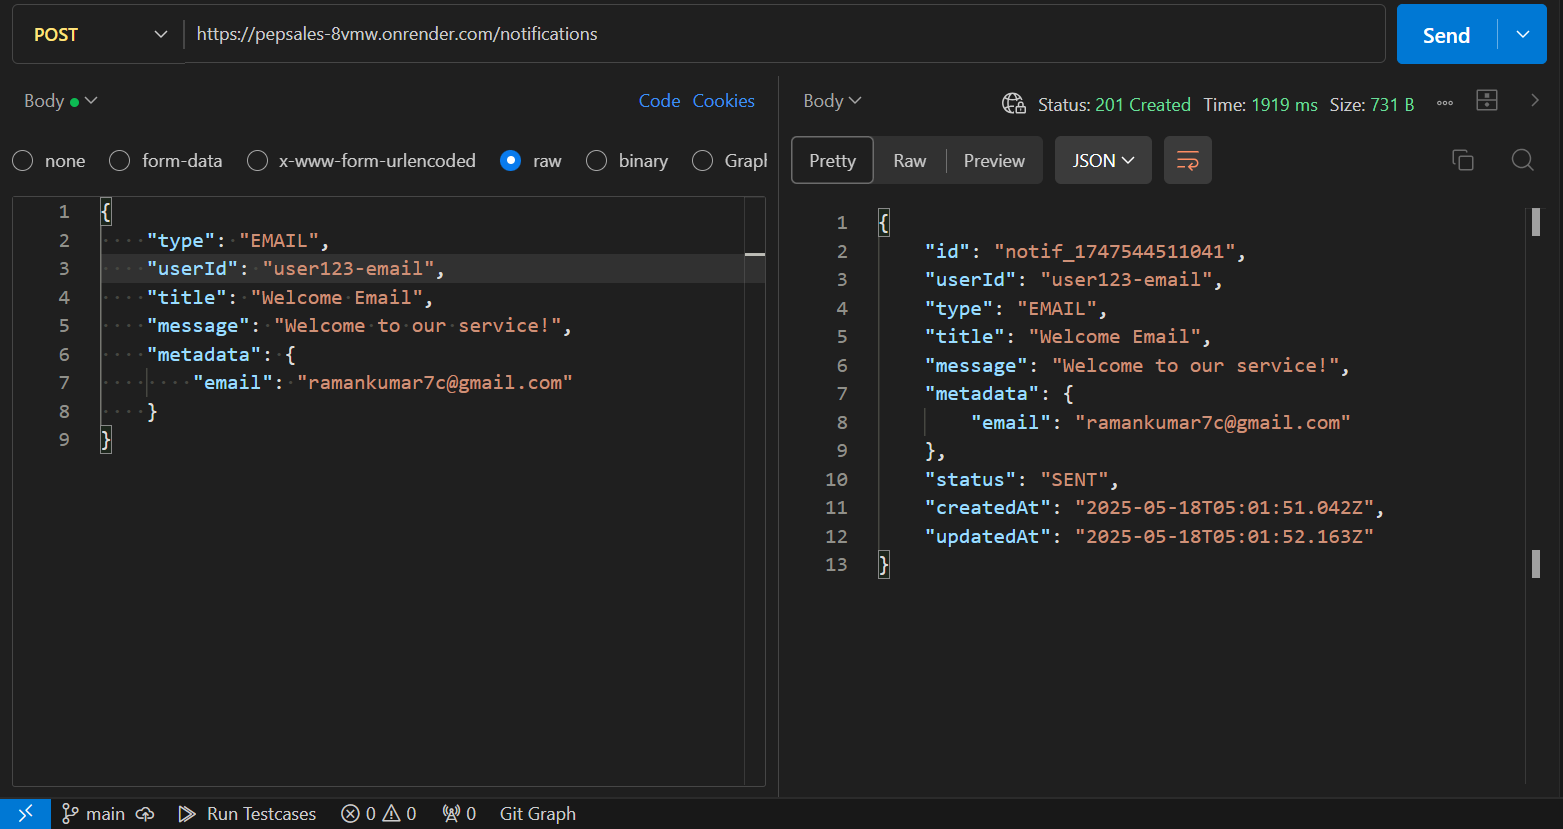 POST https://pepsales-8vmw.onrender.com/notifications Send
Body Code Cookies
none form-data x-www-form-urlencoded raw binary Graph
1 {
2 "type": "EMAIL",
3 "userId": "user123-email",
4 "title": "Welcome Email",
5 "message": "Welcome to our service!",
6 "metadata": {
7 "email": "ramankumar7c@gmail.com"
8 }
9 }
Body Status: 201 Created Time: 1919 ms Size: 731 B
Pretty Raw Preview JSON
1 {
2 "id": "notif_1747544511041",
3 "userId": "user123-email",
4 "type": "EMAIL",
5 "title": "Welcome Email",
6 "message": "Welcome to our service!",
7 "metadata": {
8 "email": "ramankumar7c@gmail.com"
9 },
10 "status": "SENT",
11 "createdAt": "2025-05-18T05:01:51.042Z",
12 "updatedAt": "2025-05-18T05:01:52.163Z"
13 }
main Run Testcases 0 0 0 Git Graph